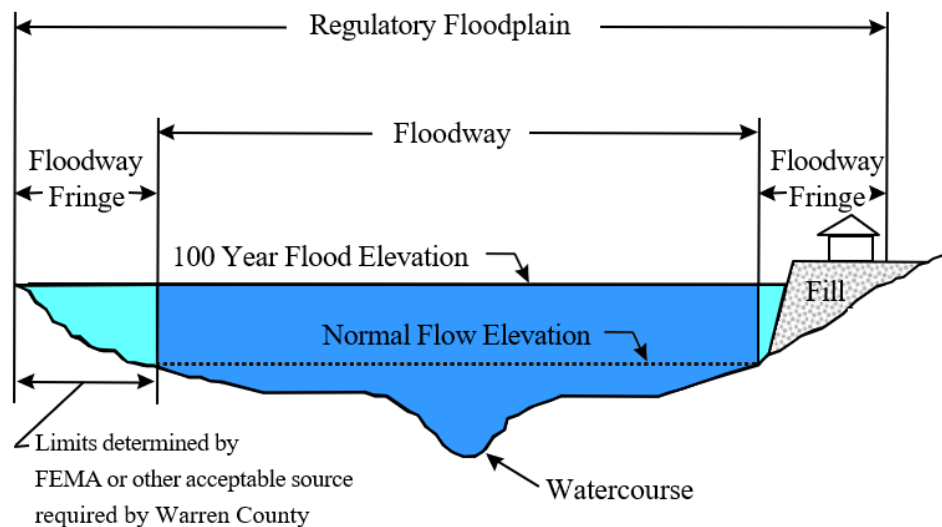 Regulatory Floodplain
Floodway
Floodway
Fringe
Floodway
Fringe
100 Year Flood Elevation
Fill
Normal Flow Elevation
Limits determined by
FEMA or other acceptable source
required by Warren County
Watercourse